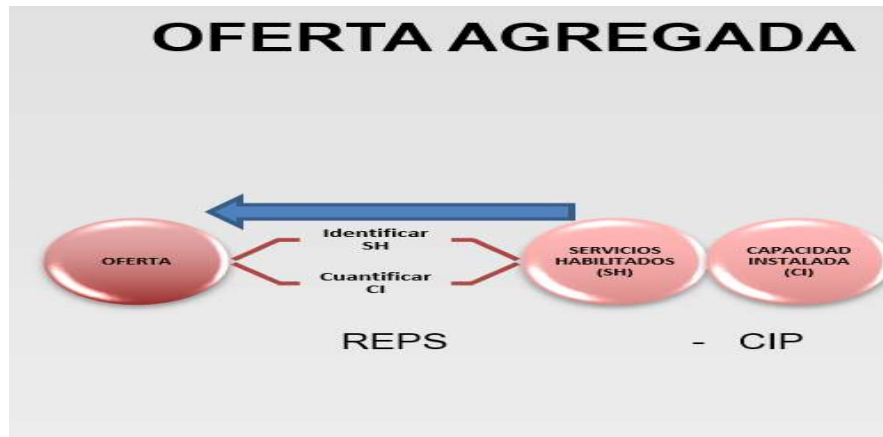 OFERTA AGREGADA
OFERTA
Identificar
SH
Cuantificar
CI
SERVICIOS
HABILITADOS
(SH)
CAPACIDAD
INSTALADA
(CI)
REPS - CIP